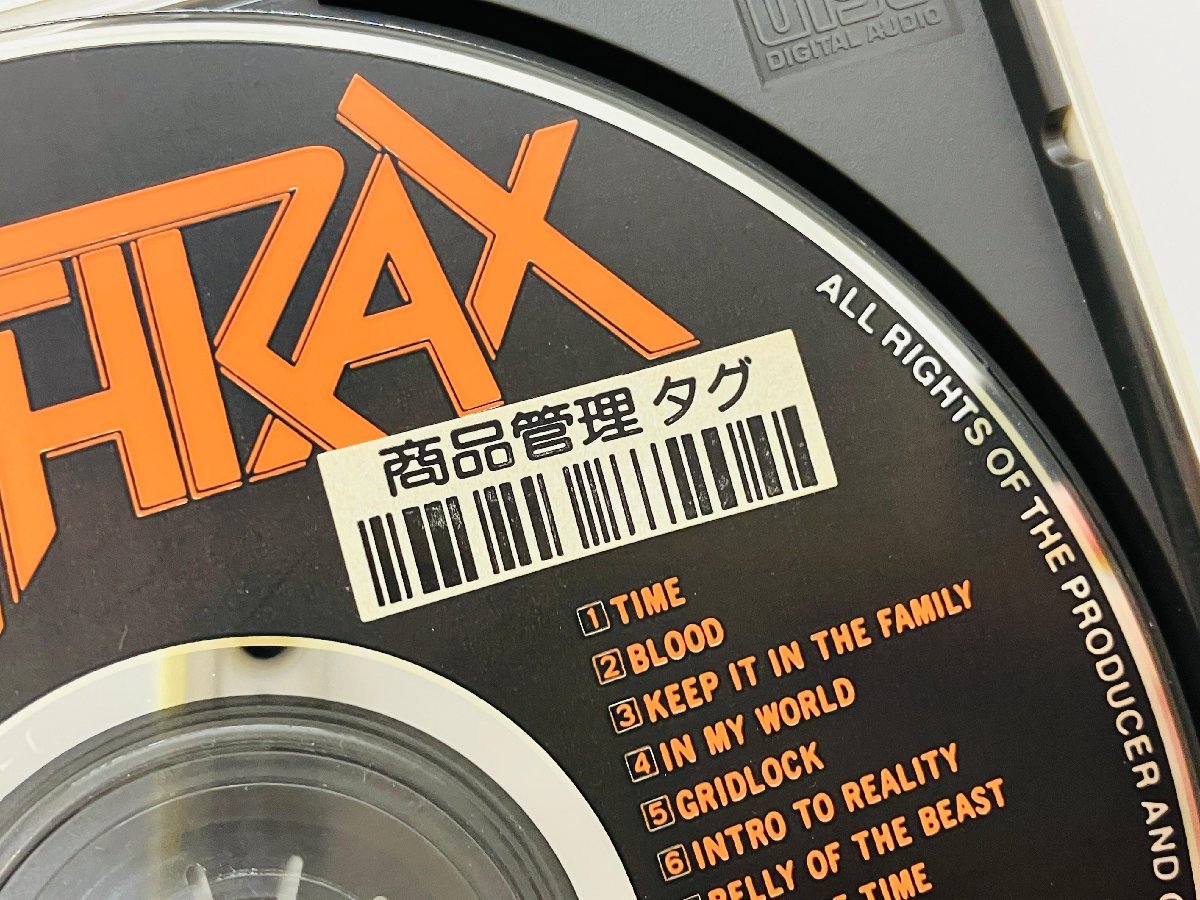 DIGITAL AUDIO
THRAX
商品管理タグ
ALL RIGHTS OF THE PRODUCER AND
1 TIME
2 BLOOD
3 KEEP IT IN THE FAMILY
4 IN MY WORLD
5 GRIDLOCK
6 INTRO TO REALITY
BELLY OF THE BEAST
TIME